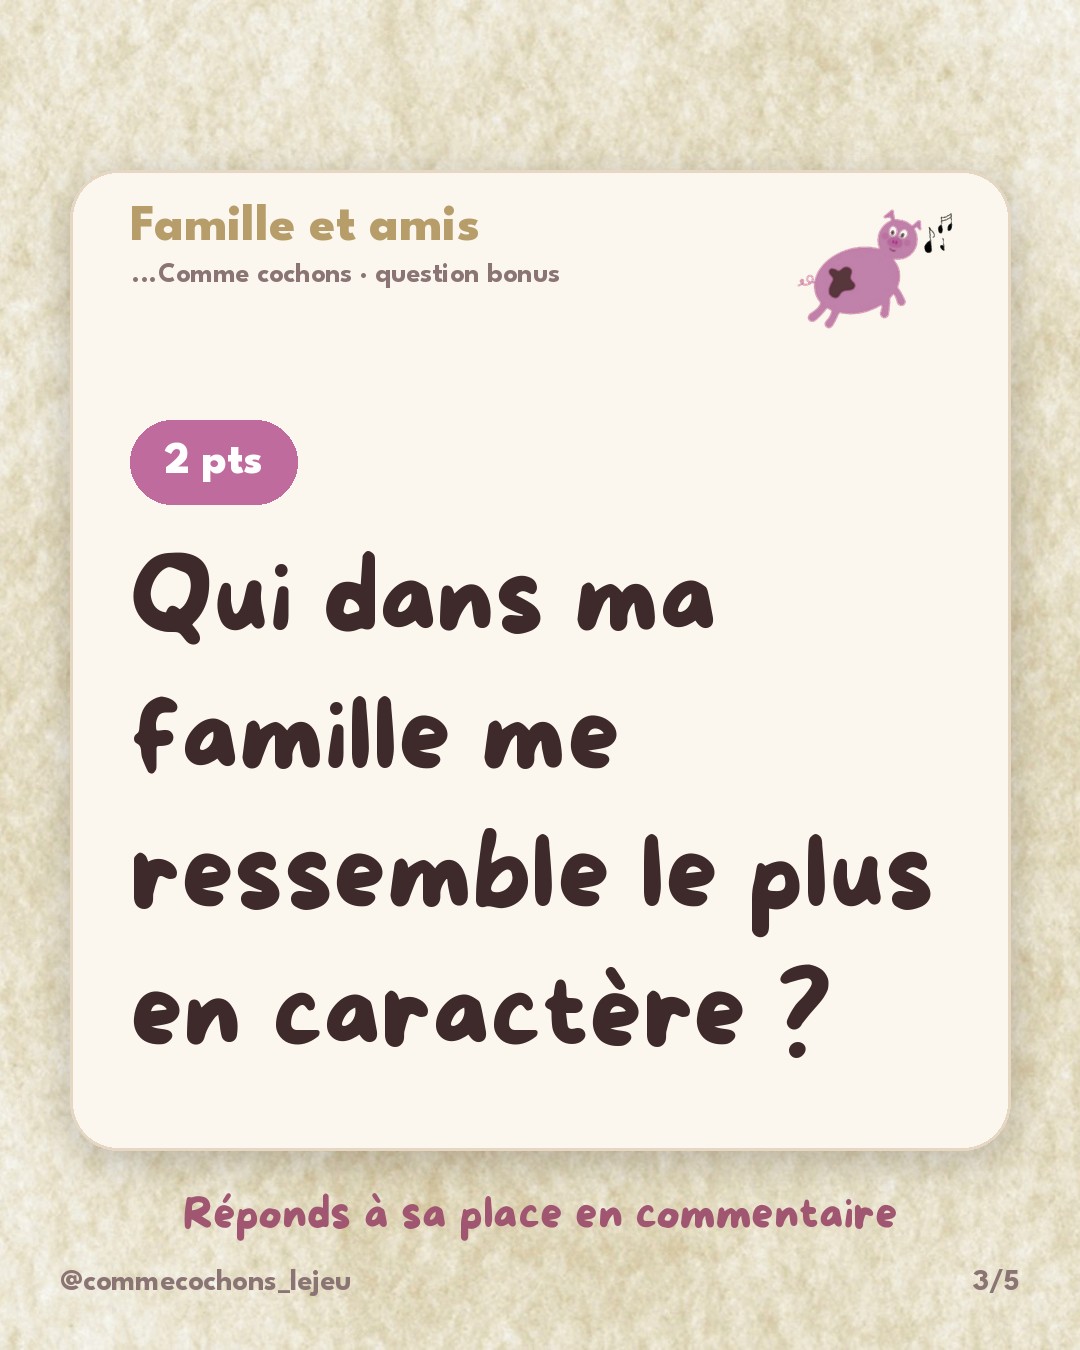 Famille et amis
...Comme cochons · question bonus
2 pts
Qui dans ma
famille me
ressemble le plus
en caractère ?
Réponds à sa place en commentaire
@commecochons_lejeu
3/5